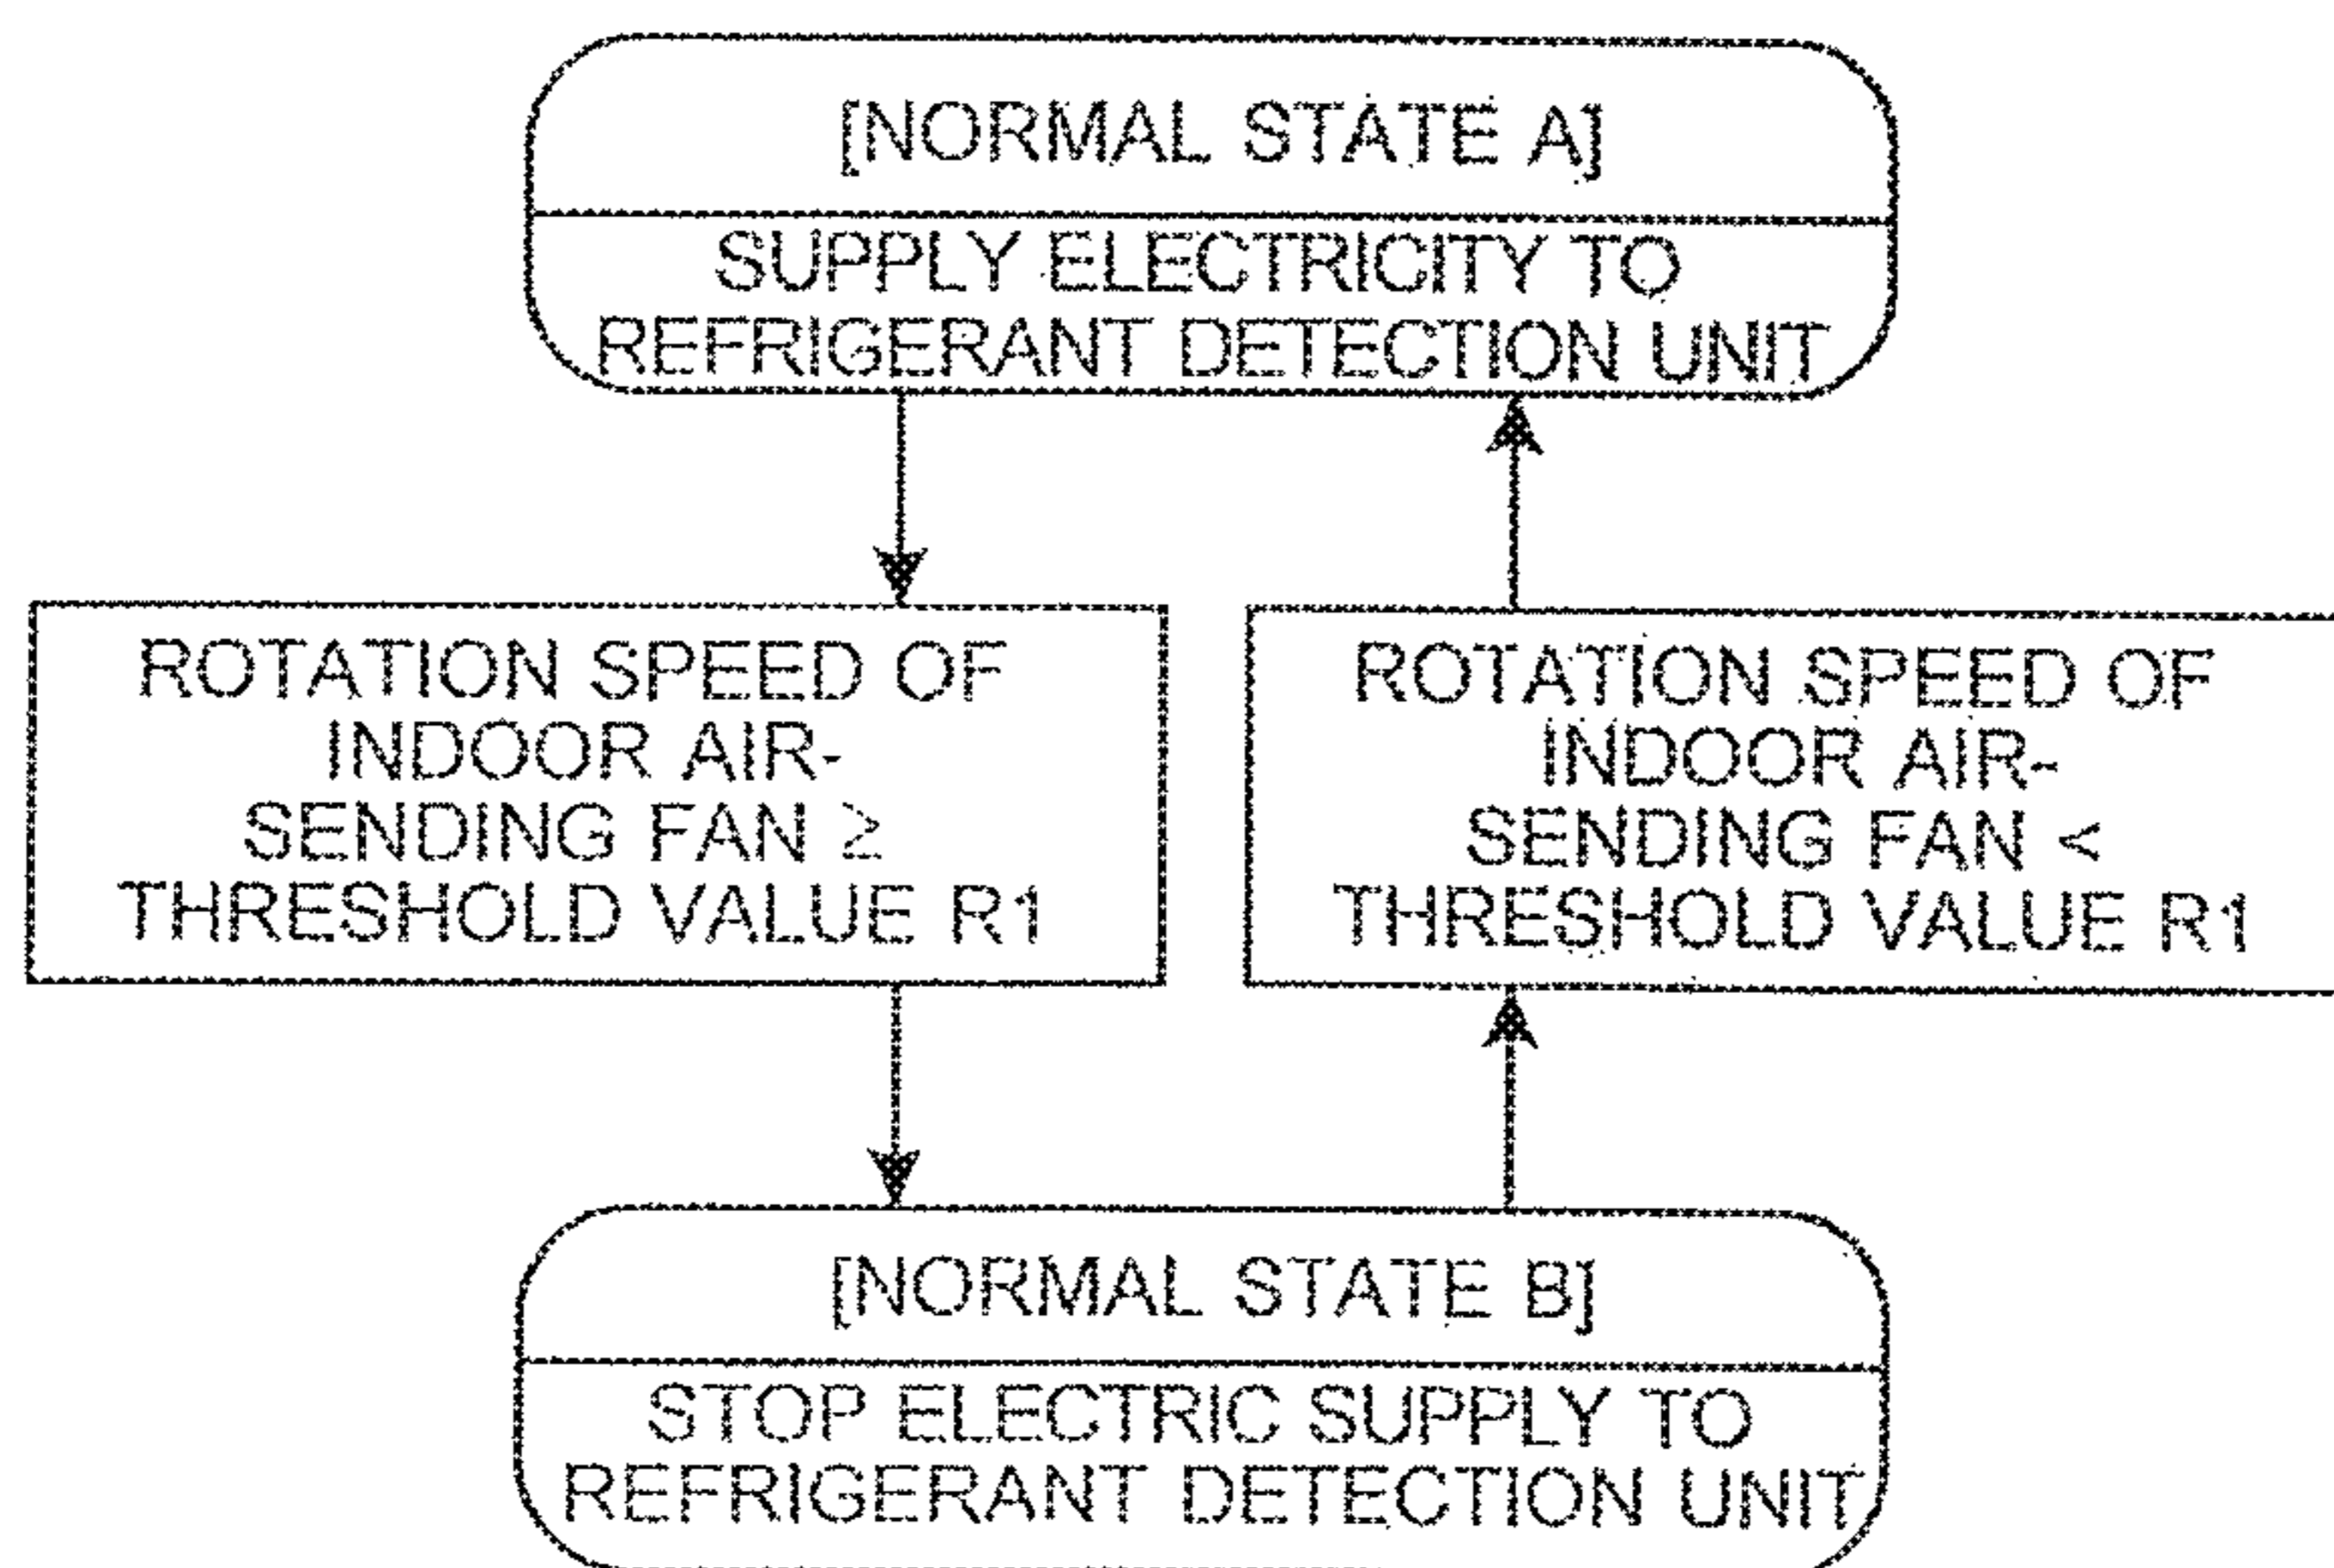 [NORMAL STATE A]
SUPPLY ELECTRICITY TO
REFRIGERANT DETECTION UNIT
ROTATION SPEED OF
INDOOR AIR-
SENDING FAN ≥
THRESHOLD VALUE R1
ROTATION SPEED OF
INDOOR AIR-
SENDING FAN <
THRESHOLD VALUE R1
[NORMAL STATE B]
STOP ELECTRIC SUPPLY TO
REFRIGERANT DETECTION UNIT